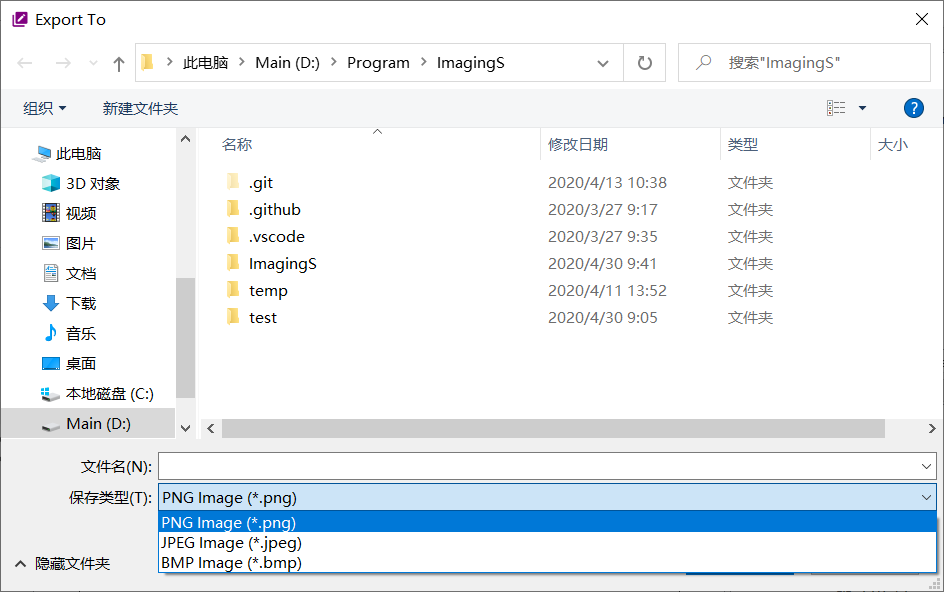 Export To
此电脑 Main (D:) Program ImagingS 搜索"ImagingS"
组织 新建文件夹 ?
名称 修改日期 类型 大小
此电脑
3D 对象
视频
图片
文档
下载
音乐
桌面
本地磁盘 (C:)
Main (D:)
.git 2020/4/13 10:38 文件夹
.github 2020/3/27 9:17 文件夹
.vscode 2020/3/27 9:35 文件夹
ImagingS 2020/4/30 9:41 文件夹
temp 2020/4/11 13:52 文件夹
test 2020/4/30 9:05 文件夹
文件名(N):
保存类型(T): PNG Image (*.png)
PNG Image (*.png)
JPEG Image (*.jpeg)
BMP Image (*.bmp)
隐藏文件夹